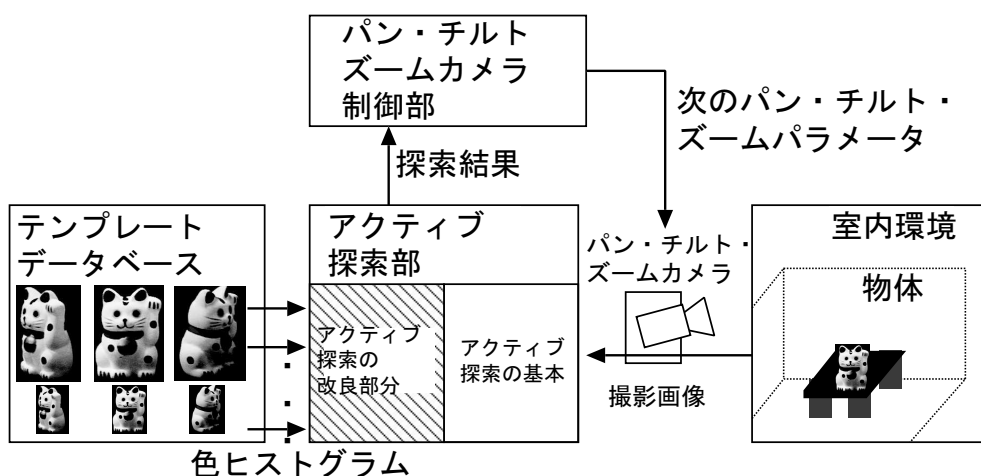 パン・チルト
ズームカメラ
制御部
次のパン・チルト・
ズームパラメータ
探索結果
テンプレート
データベース
アクティブ
探索部
パン・チルト・
ズームカメラ
室内環境
物体
アクティブ
探索の
改良部分
アクティブ
探索の基本
撮影画像
色ヒストグラム